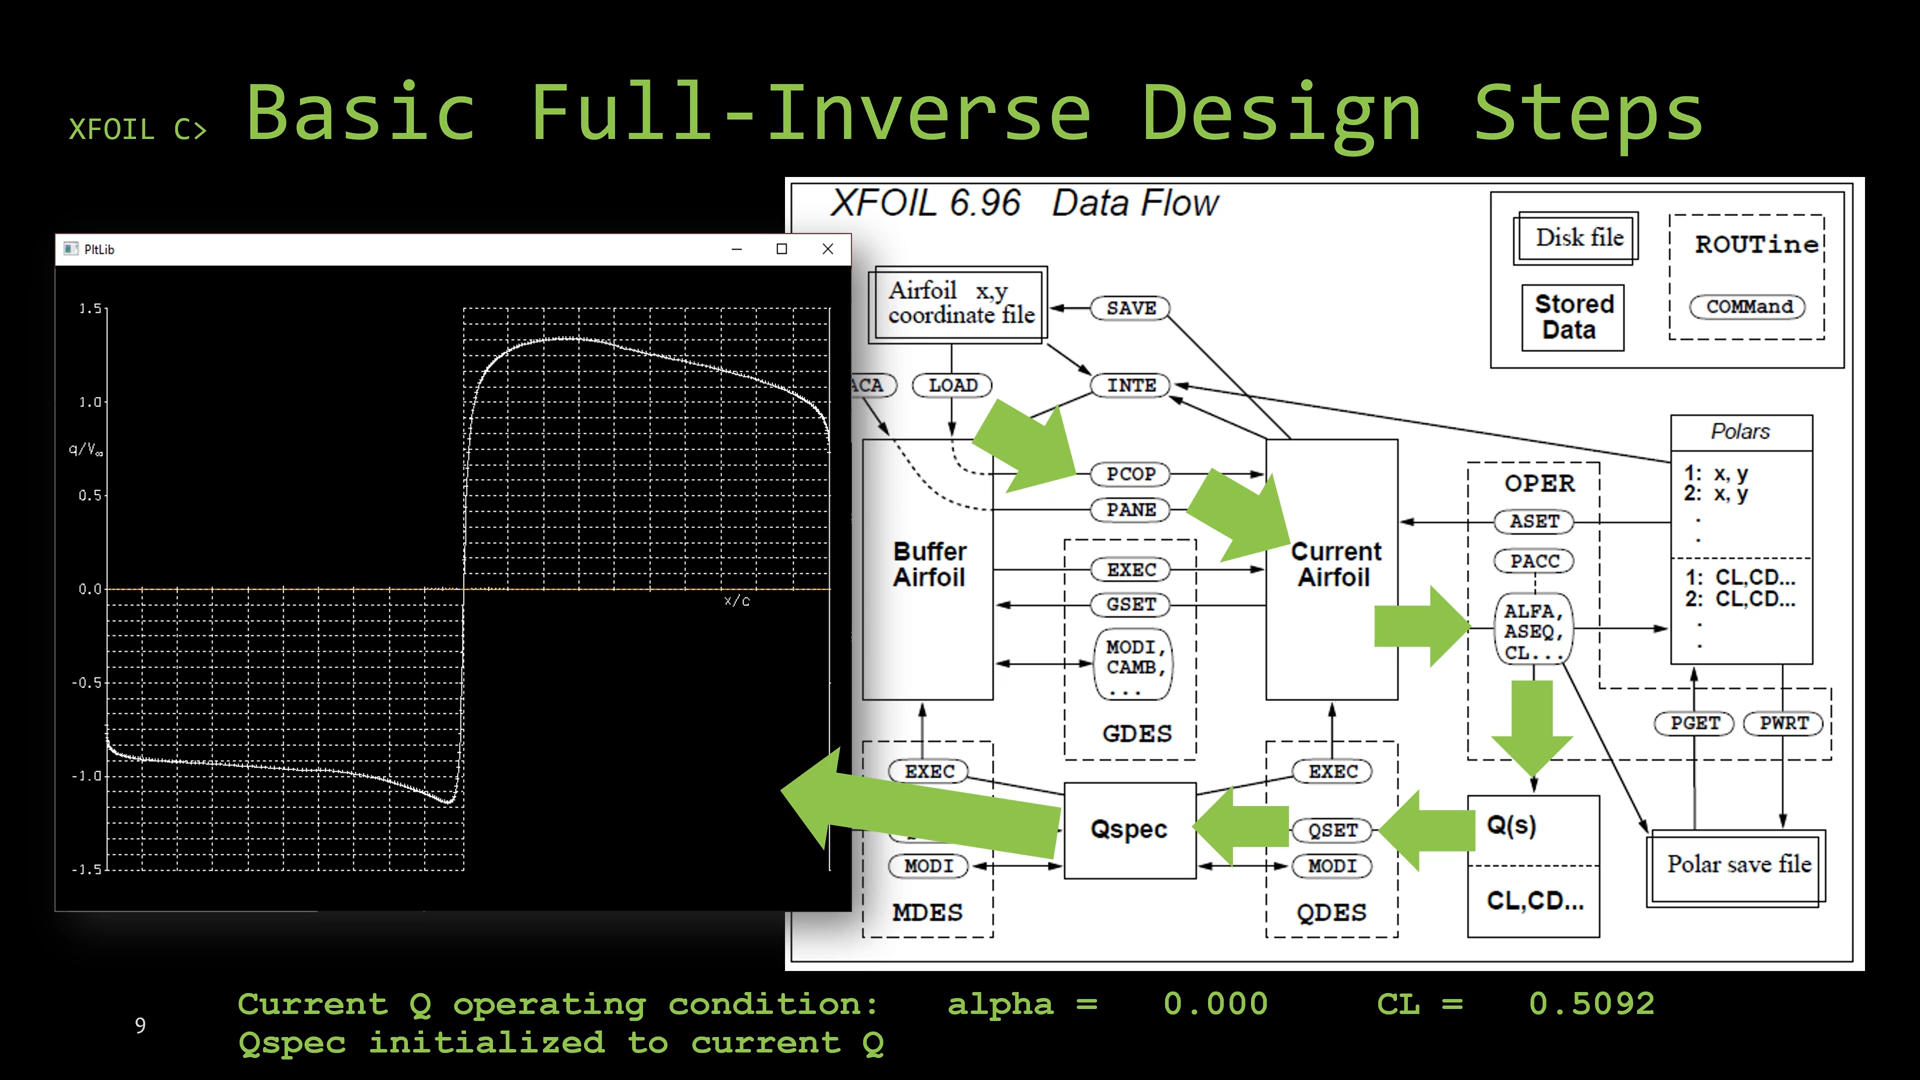 XFOIL C> Basic Full-Inverse Design Steps
XFOIL 6.96 Data Flow
Disk file
ROUTine
Stored
Data
COMMand
PltLib
1.5
1.0
q/V∞
0.5
0.0
x/c
-0.5
-1.0
-1.5
Airfoil x,y
coordinate file
SAVE
ACA
LOAD
INTE
PCOP
PANE
Buffer
Airfoil
Current
Airfoil
EXEC
GSET
MODI,
CAMB,
...
GDES
OPER
ASET
PACC
ALFA,
ASEQ,
CL...
Polars
1: x, y
2: x, y
.
.
1: CL,CD...
2: CL,CD...
.
.
PGET
PWRT
EXEC
MODI
MDES
Qspec
EXEC
QSET
MODI
QDES
Q(s)
CL,CD...
Polar save file
Current Q operating condition: alpha = 0.000 CL = 0.5092
Qspec initialized to current Q
9